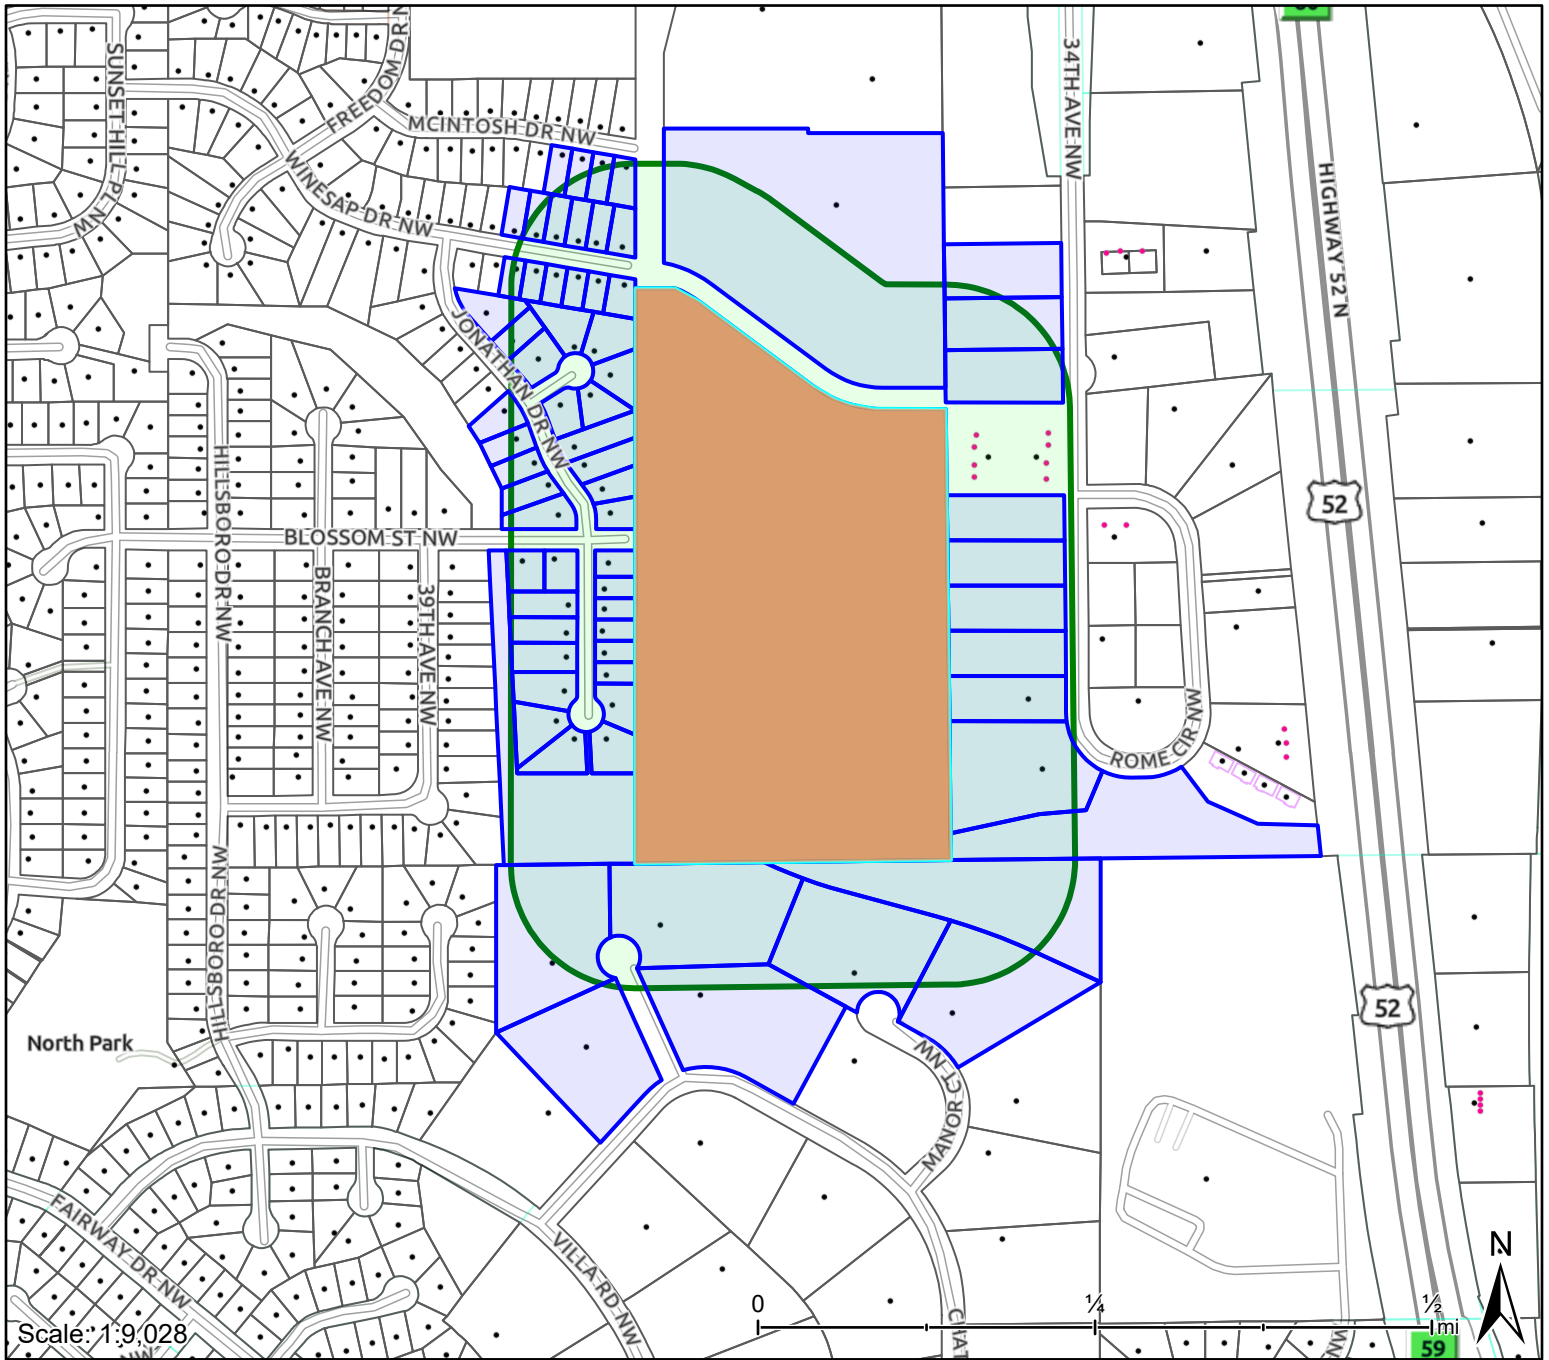 SUNSET HILL PL NW
FREEDOM DR N
MCINTOSH DR NW
WINESAP DR NW
34TH AVE NW
HIGHWAY 52 N
JONATHAN DR NW
HILLSBORO DR NW
BLOSSOM ST NW
BRANCH AVE NW
39TH AVE NW
52
ROME CIR NW
HILLSBORO DR NW
52
North Park
MANOR CT NW
FAIRWAY DR NW
VILLA RD NW
CHAT
N
0
¼
½
mi
Scale: 1:9,028
NW
NW
59